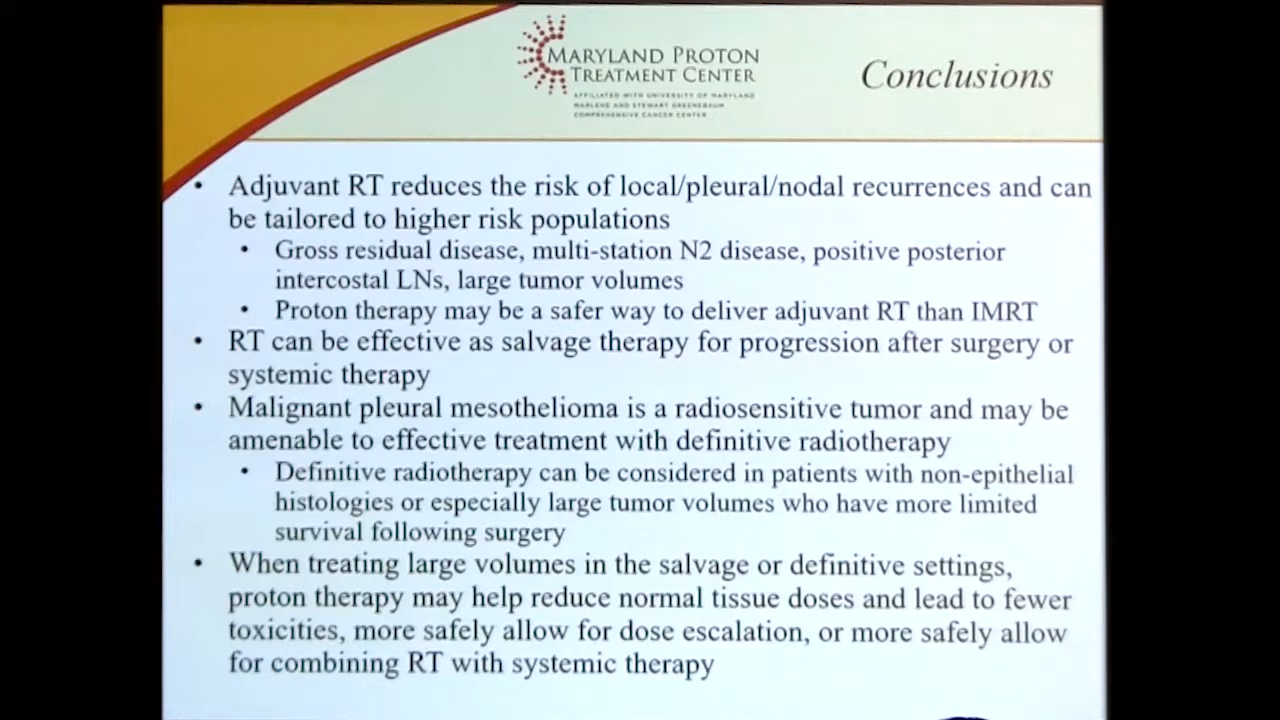 MARYLAND PROTON
TREATMENT CENTER
AFFILIATED WITH UNIVERSITY OF MARYLAND
MARLENE AND STEWART GREENEBAUM
COMPREHENSIVE CANCER CENTER
Conclusions
• Adjuvant RT reduces the risk of local/pleural/nodal recurrences and can
be tailored to higher risk populations
• Gross residual disease, multi-station N2 disease, positive posterior
intercostal LNs, large tumor volumes
• Proton therapy may be a safer way to deliver adjuvant RT than IMRT
• RT can be effective as salvage therapy for progression after surgery or
systemic therapy
• Malignant pleural mesothelioma is a radiosensitive tumor and may be
amenable to effective treatment with definitive radiotherapy
• Definitive radiotherapy can be considered in patients with non-epithelial
histologies or especially large tumor volumes who have more limited
survival following surgery
• When treating large volumes in the salvage or definitive settings,
proton therapy may help reduce normal tissue doses and lead to fewer
toxicities, more safely allow for dose escalation, or more safely allow
for combining RT with systemic therapy